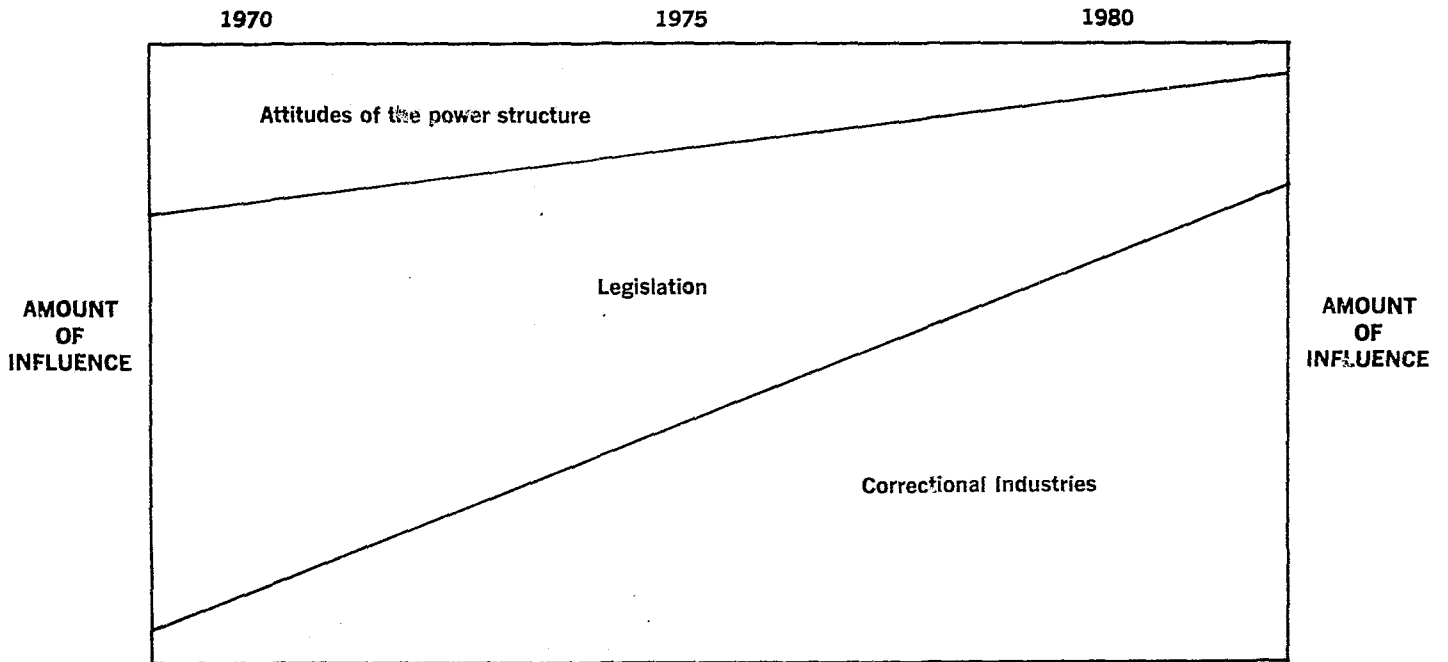 1970 1975 1980
Attitudes of the power structure
Legislation
AMOUNT
OF
INFLUENCE
AMOUNT
OF
INFLUENCE
Correctional Industries